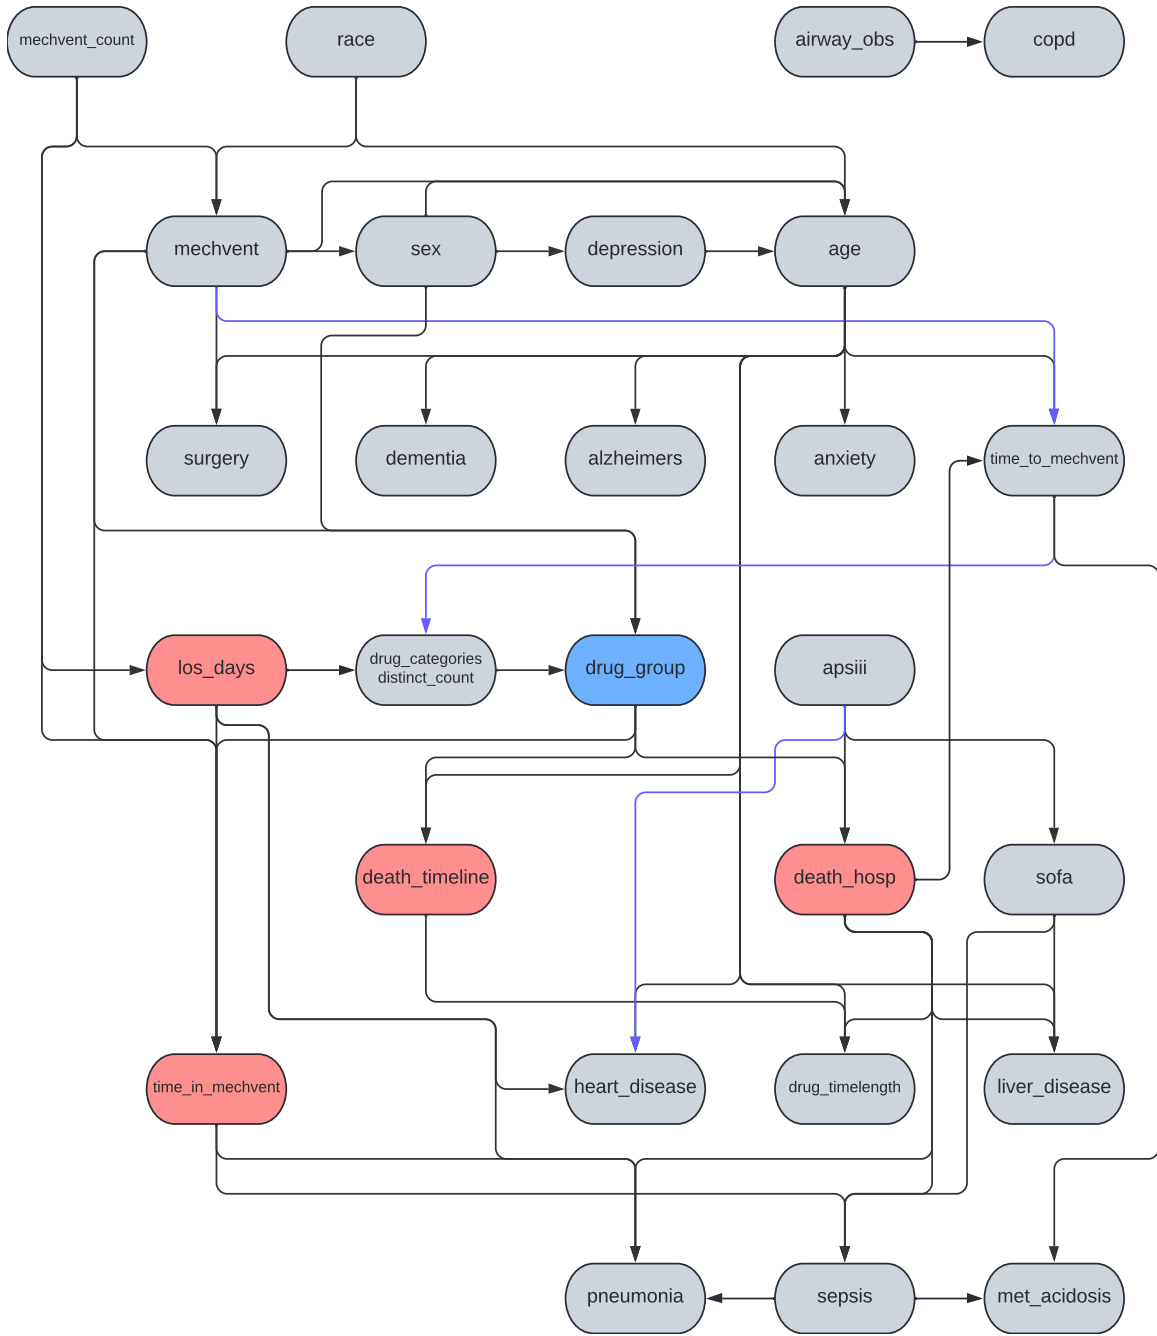 mechvent_count
race
airway_obs
copd
mechvent
sex
depression
age
surgery
dementia
alzheimers
anxiety
time_to_mechvent
los_days
drug_categories
distinct_count
drug_group
apsiii
death_timeline
death_hosp
sofa
time_in_mechvent
heart_disease
drug_timelength
liver_disease
pneumonia
sepsis
met_acidosis